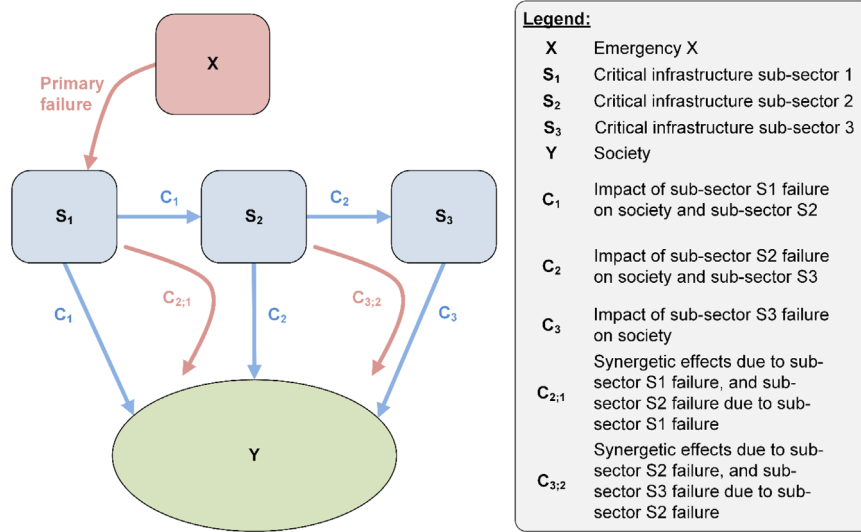 X
Primary
failure
S₁
C₁
S₂
C₂
S₃
C₁
C₂;₁
C₂
C₃;₂
C₃
Y
Legend:
X Emergency X
S₁ Critical infrastructure sub-sector 1
S₂ Critical infrastructure sub-sector 2
S₃ Critical infrastructure sub-sector 3
Y Society
C₁ Impact of sub-sector S1 failure
on society and sub-sector S2
C₂ Impact of sub-sector S2 failure
on society and sub-sector S3
C₃ Impact of sub-sector S3 failure
on society
Synergetic effects due to sub-
sector S1 failure, and sub-
C₂;₁ sector S2 failure due to sub-
sector S1 failure
Synergetic effects due to sub-
sector S2 failure, and sub-
C₃;₂ sector S3 failure due to sub-
sector S2 failure